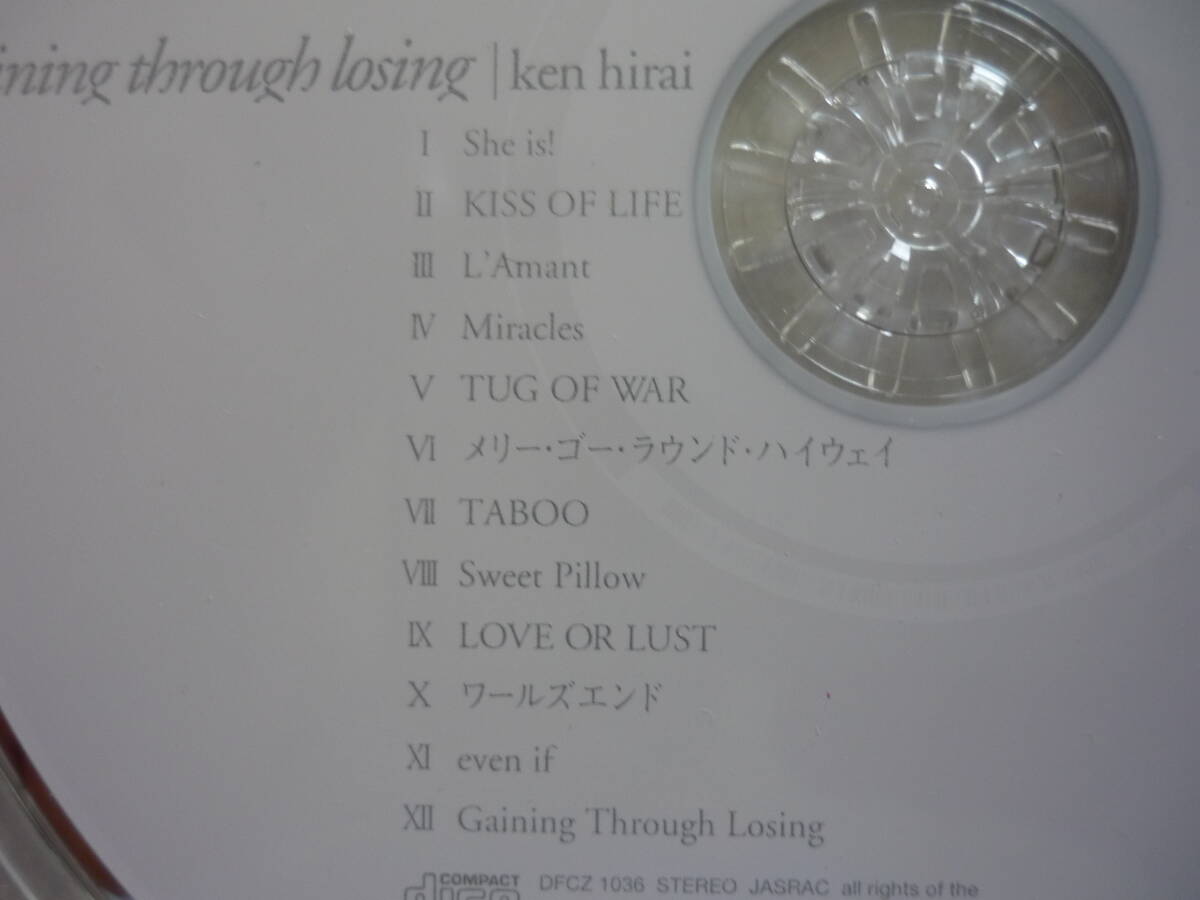 ining through losing | ken hirai
I She is!
II KISS OF LIFE
III L'Amant
IV Miracles
V TUG OF WAR
VI メリー・ゴー・ラウンド・ハイウェイ
VII TABOO
VIII Sweet Pillow
IX LOVE OR LUST
X ワールズエンド
XI even if
XII Gaining Through Losing
COMPACT disc DFCZ 1036 STEREO JASRAC all rights of the